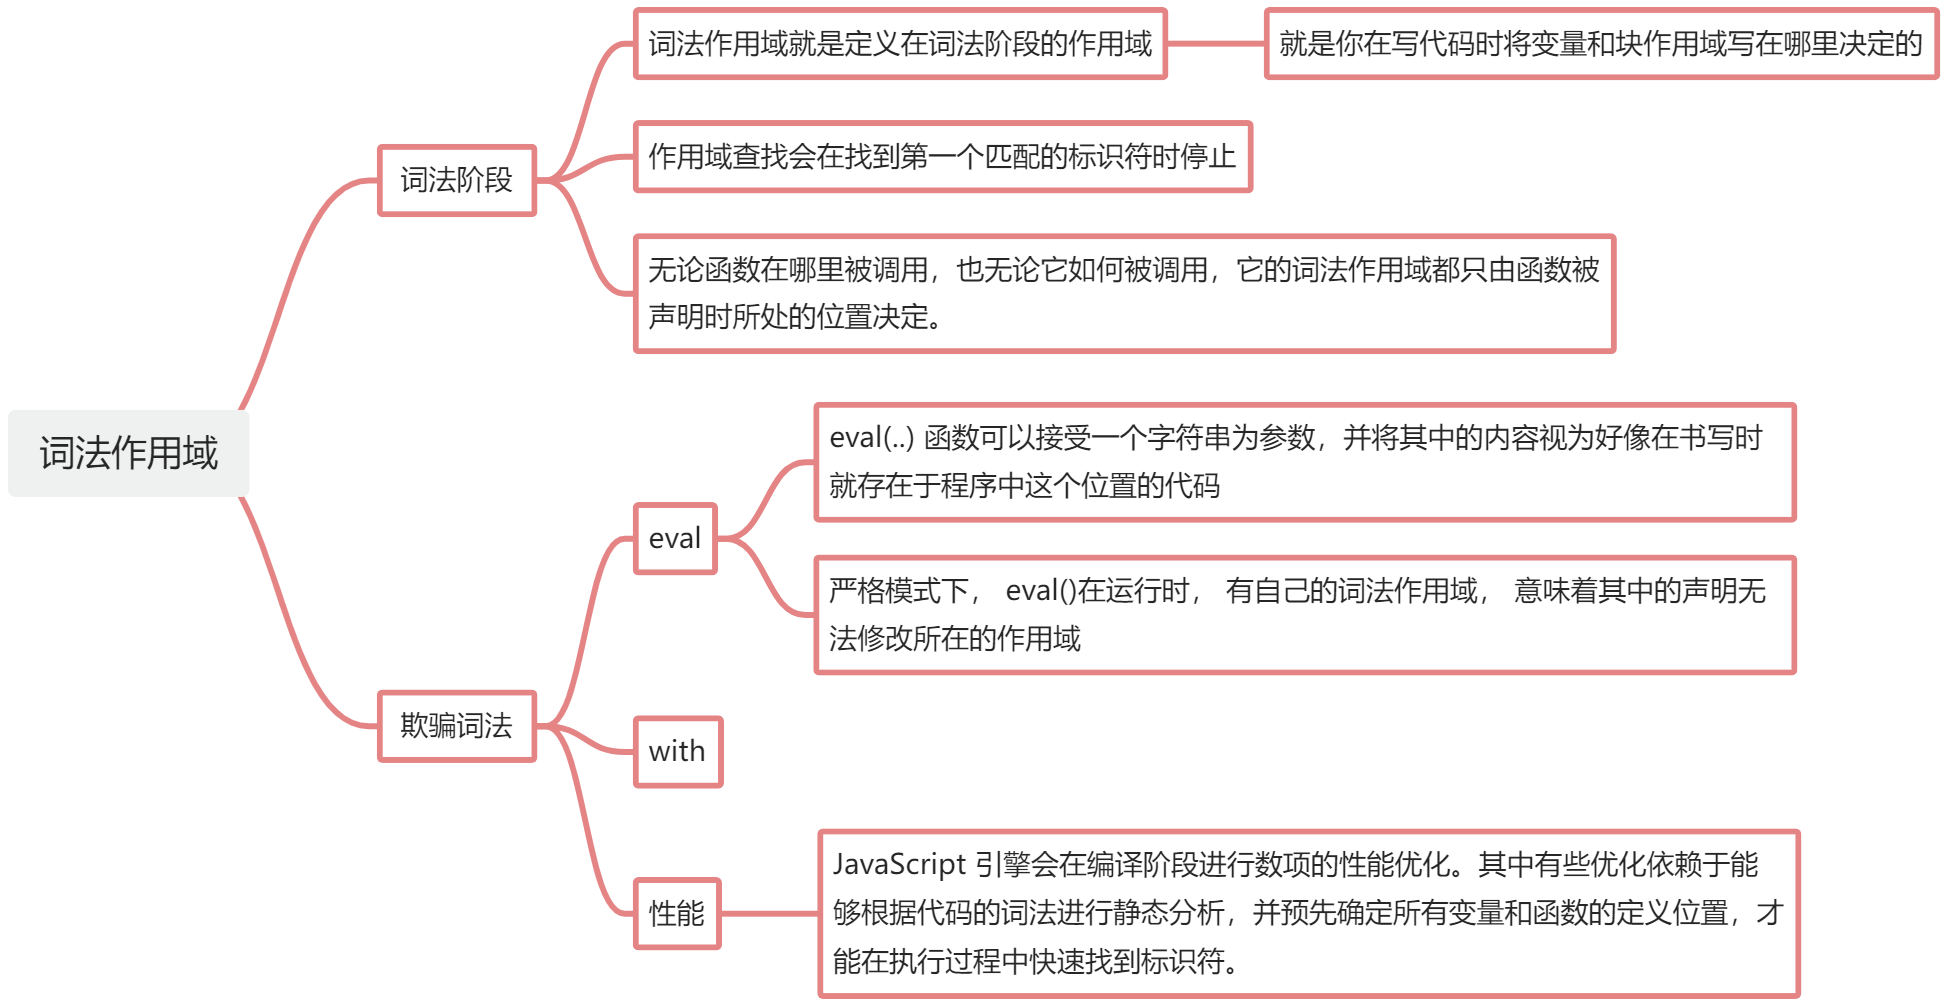 词法作用域
词法阶段
词法作用域就是定义在词法阶段的作用域
就是你在写代码时将变量和块作用域写在哪里决定的
作用域查找会在找到第一个匹配的标识符时停止
无论函数在哪里被调用，也无论它如何被调用，它的词法作用域都只由函数被
声明时所处的位置决定。
欺骗词法
eval
eval(..) 函数可以接受一个字符串为参数，并将其中的内容视为好像在书写时
就存在于程序中这个位置的代码
严格模式下， eval()在运行时， 有自己的词法作用域， 意味着其中的声明无
法修改所在的作用域
with
性能
JavaScript 引擎会在编译阶段进行数项的性能优化。其中有些优化依赖于能
够根据代码的词法进行静态分析，并预先确定所有变量和函数的定义位置，才
能在执行过程中快速找到标识符。